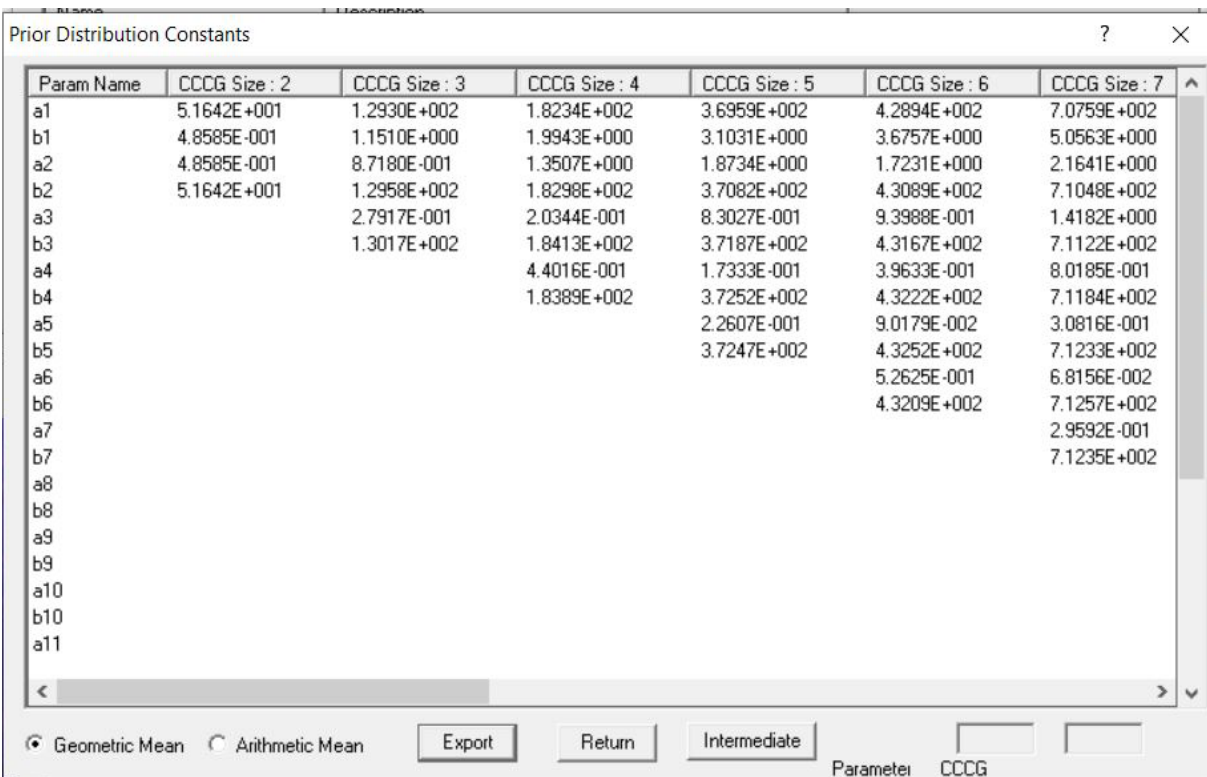 Name Description
Prior Distribution Constants ? ×
Param Name CCCG Size : 2 CCCG Size : 3 CCCG Size : 4 CCCG Size : 5 CCCG Size : 6 CCCG Size : 7
a1 5.1642E+001 1.2930E+002 1.8234E+002 3.6959E+002 4.2894E+002 7.0759E+002
b1 4.8585E-001 1.1510E+000 1.9943E+000 3.1031E+000 3.6757E+000 5.0563E+000
a2 4.8585E-001 8.7180E-001 1.3507E+000 1.8734E+000 1.7231E+000 2.1641E+000
b2 5.1642E+001 1.2958E+002 1.8298E+002 3.7082E+002 4.3089E+002 7.1048E+002
a3 2.7917E-001 2.0344E-001 8.3027E-001 9.3988E-001 1.4182E+000
b3 1.3017E+002 1.8413E+002 3.7187E+002 4.3167E+002 7.1122E+002
a4 4.4016E-001 1.7333E-001 3.9633E-001 8.0185E-001
b4 1.8389E+002 3.7252E+002 4.3222E+002 7.1184E+002
a5 2.2607E-001 9.0179E-002 3.0816E-001
b5 3.7247E+002 4.3252E+002 7.1233E+002
a6 5.2625E-001 6.8156E-002
b6 4.3209E+002 7.1257E+002
a7 2.9592E-001
b7 7.1235E+002
a8
b8
a9
b9
a10
b10
a11
Geometric Mean Arithmetic Mean Export Return Intermediate
Parameter CCCG